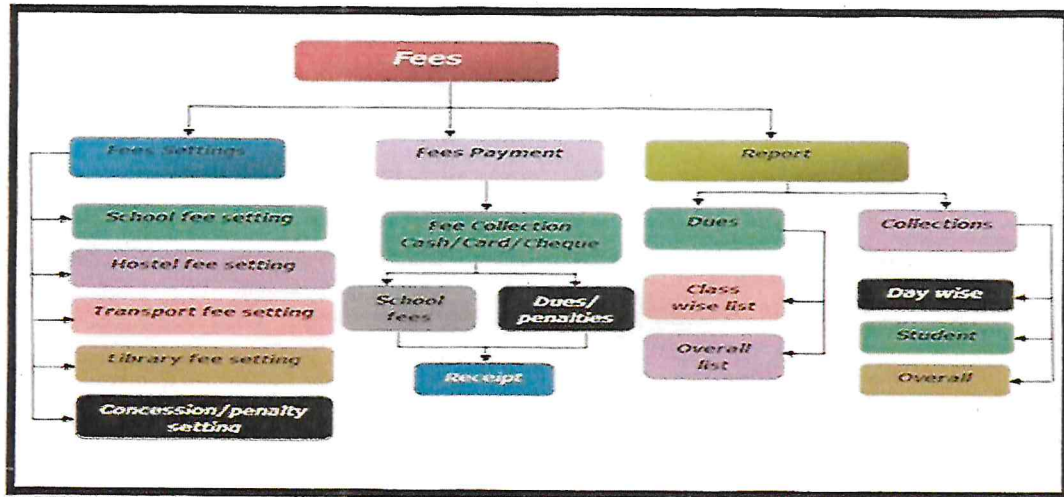 Fees
Fees Settings
School fee setting
Hostel fee setting
Transport fee setting
Library fee setting
Concession/penalty
setting
Fees Payment
Fee Collection
Cash/Card/Cheque
School
fees
Dues/
penalties
Receipt
Report
Dues
Class
wise list
Overall
list
Collections
Day wise
Student
Overall